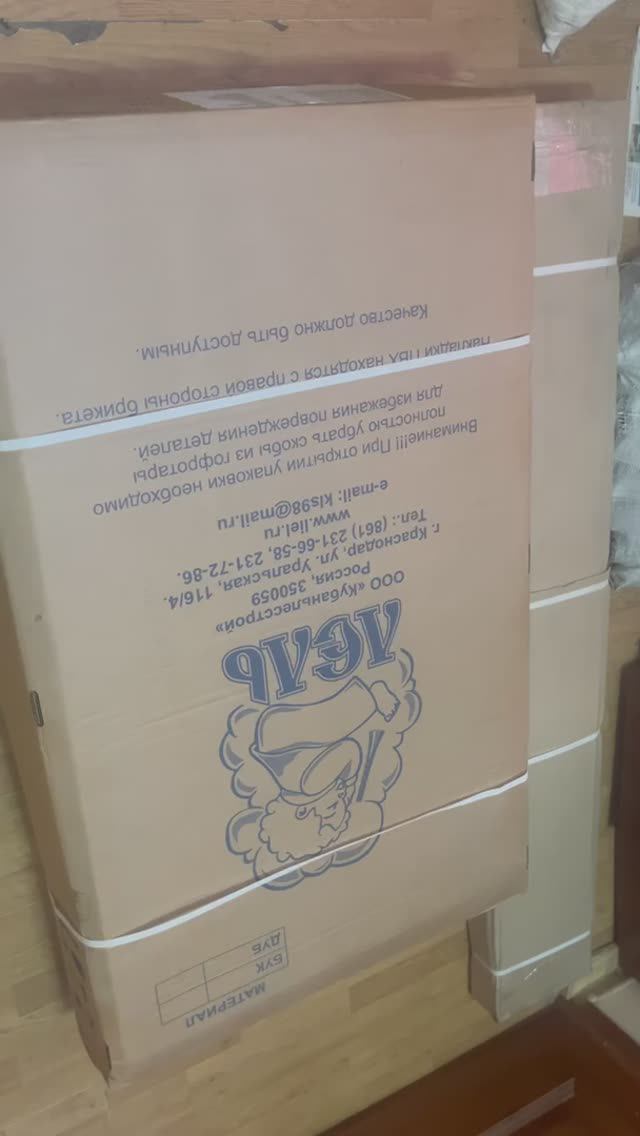 МАТЕРИАЛ
БУК
ДУБ
ЛЕЛЬ
ООО «Кубаньлесстрой»
Россия, 350059
г. Краснодар, ул. Уральская, 116/4.
Тел.: (861) 231-66-58, 231-72-86.
www.liel.ru
e-mail: kls98@mail.ru
Внимание!!! При открытии упаковки необходимо
полностью убрать скобы из гофротары
для избежания повреждения деталей.
Накладки ПВХ находятся с правой стороны брикета.
Качество должно быть доступным.